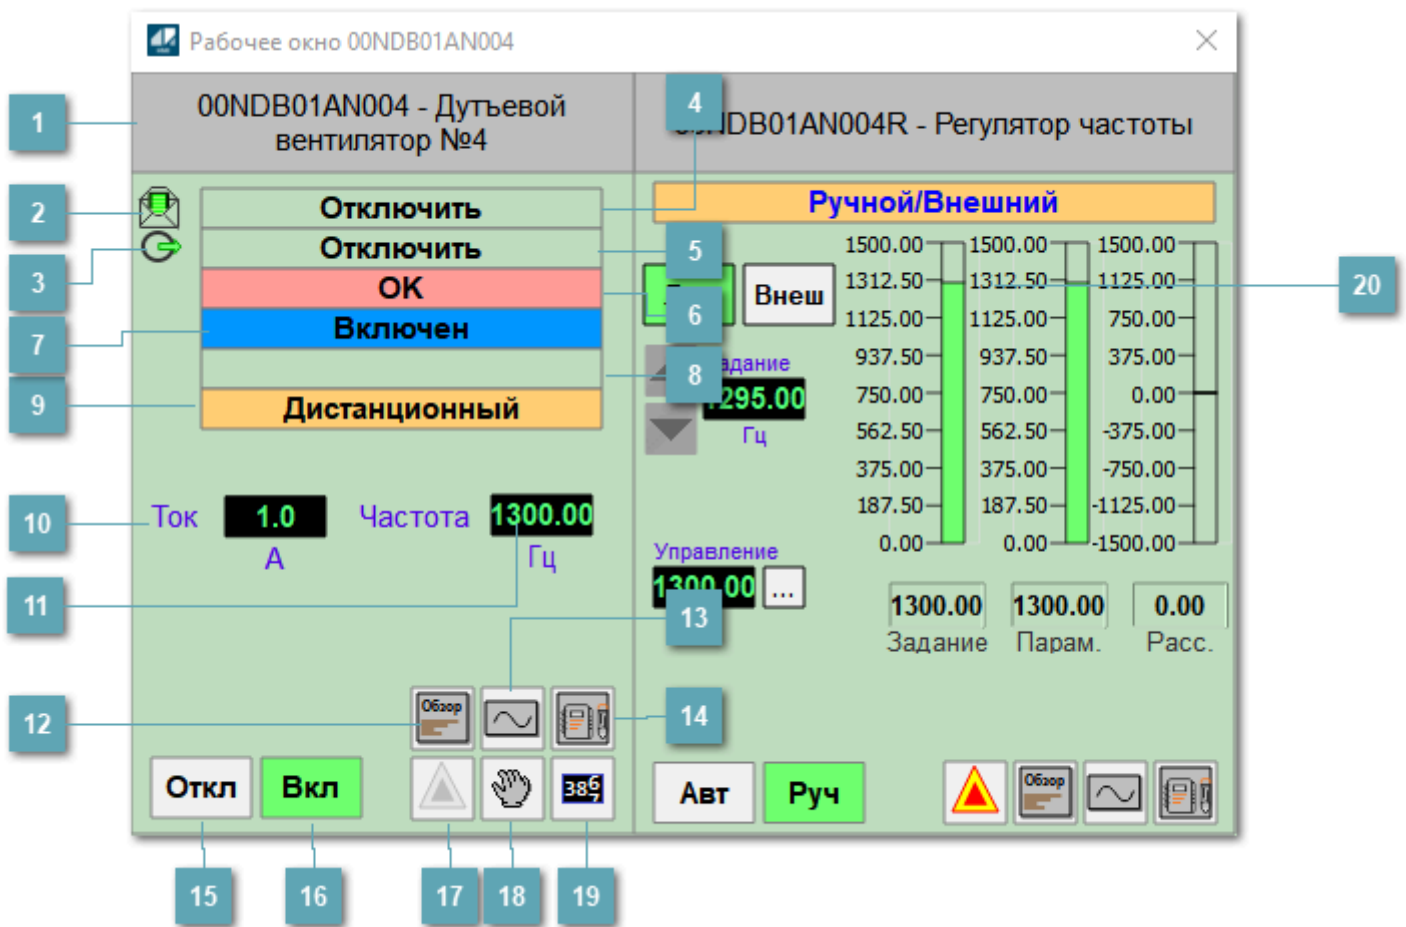 Рабочее окно 00NDB01AN004
00NDB01AN004 - Дутьевой
вентилятор №4
NDB01AN004R - Регулятор частоты
1
2
3
4
5
6
7
8
9
10
11
12
13
14
15
16
17
18
19
20
Отключить
Отключить
OK
Включен
Дистанционный
Ток
1.0
А
Частота
1300.00
Гц
Обзор
386
7
Откл
Вкл
Ручной/Внешний
Внеш
295.00
Гц
Управление
1300.00
...
1500.00
1312.50
1125.00
937.50
750.00
562.50
375.00
187.50
0.00
1500.00
1312.50
1125.00
937.50
750.00
562.50
375.00
187.50
0.00
1500.00
1125.00
750.00
375.00
0.00
-375.00
-750.00
-1125.00
-1500.00
1300.00
1300.00
0.00
Задание
Парам.
Расс.
Авт
Руч
Обзор